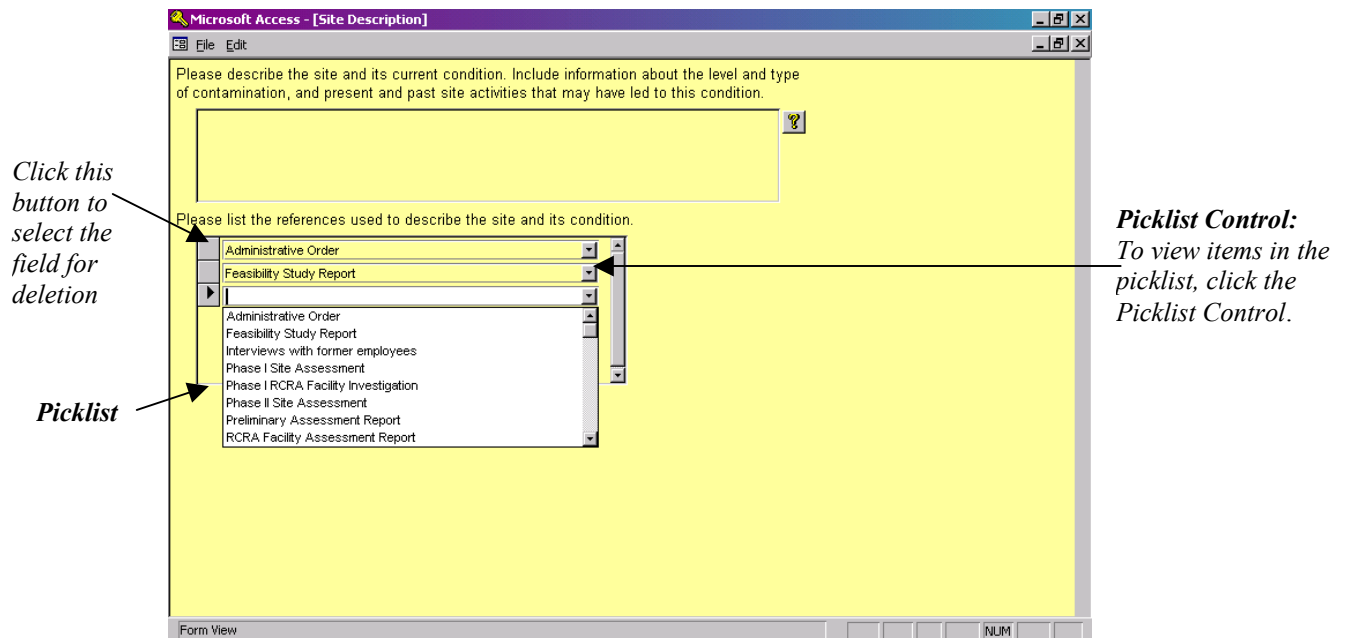 Microsoft Access - [Site Description]
File Edit
Please describe the site and its current condition. Include information about the level and type
of contamination, and present and past site activities that may have led to this condition.
?
Click this
button to
select the
field for
deletion
Please list the references used to describe the site and its condition.
Administrative Order
Feasibility Study Report
Administrative Order
Feasibility Study Report
Interviews with former employees
Phase I Site Assessment
Phase I RCRA Facility Investigation
Phase II Site Assessment
Preliminary Assessment Report
RCRA Facility Assessment Report
Picklist
Picklist Control:
To view items in the
picklist, click the
Picklist Control.
Form View
NUM